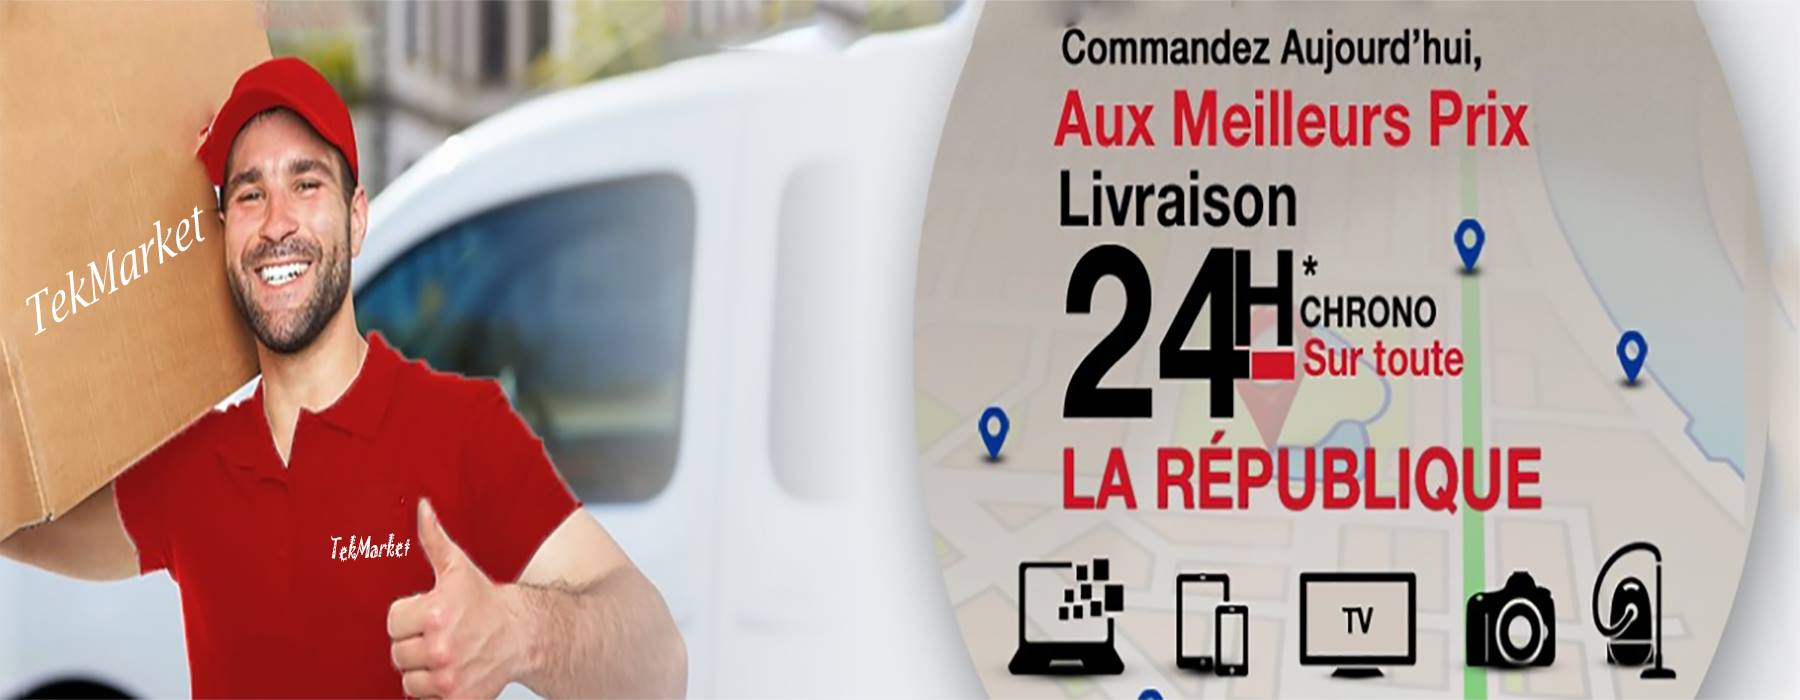 TekMarket
TekMarket
Commandez Aujourd'hui,
Aux Meilleurs Prix
Livraison
24H*
CHRONO
Sur toute
LA RÉPUBLIQUE
TV